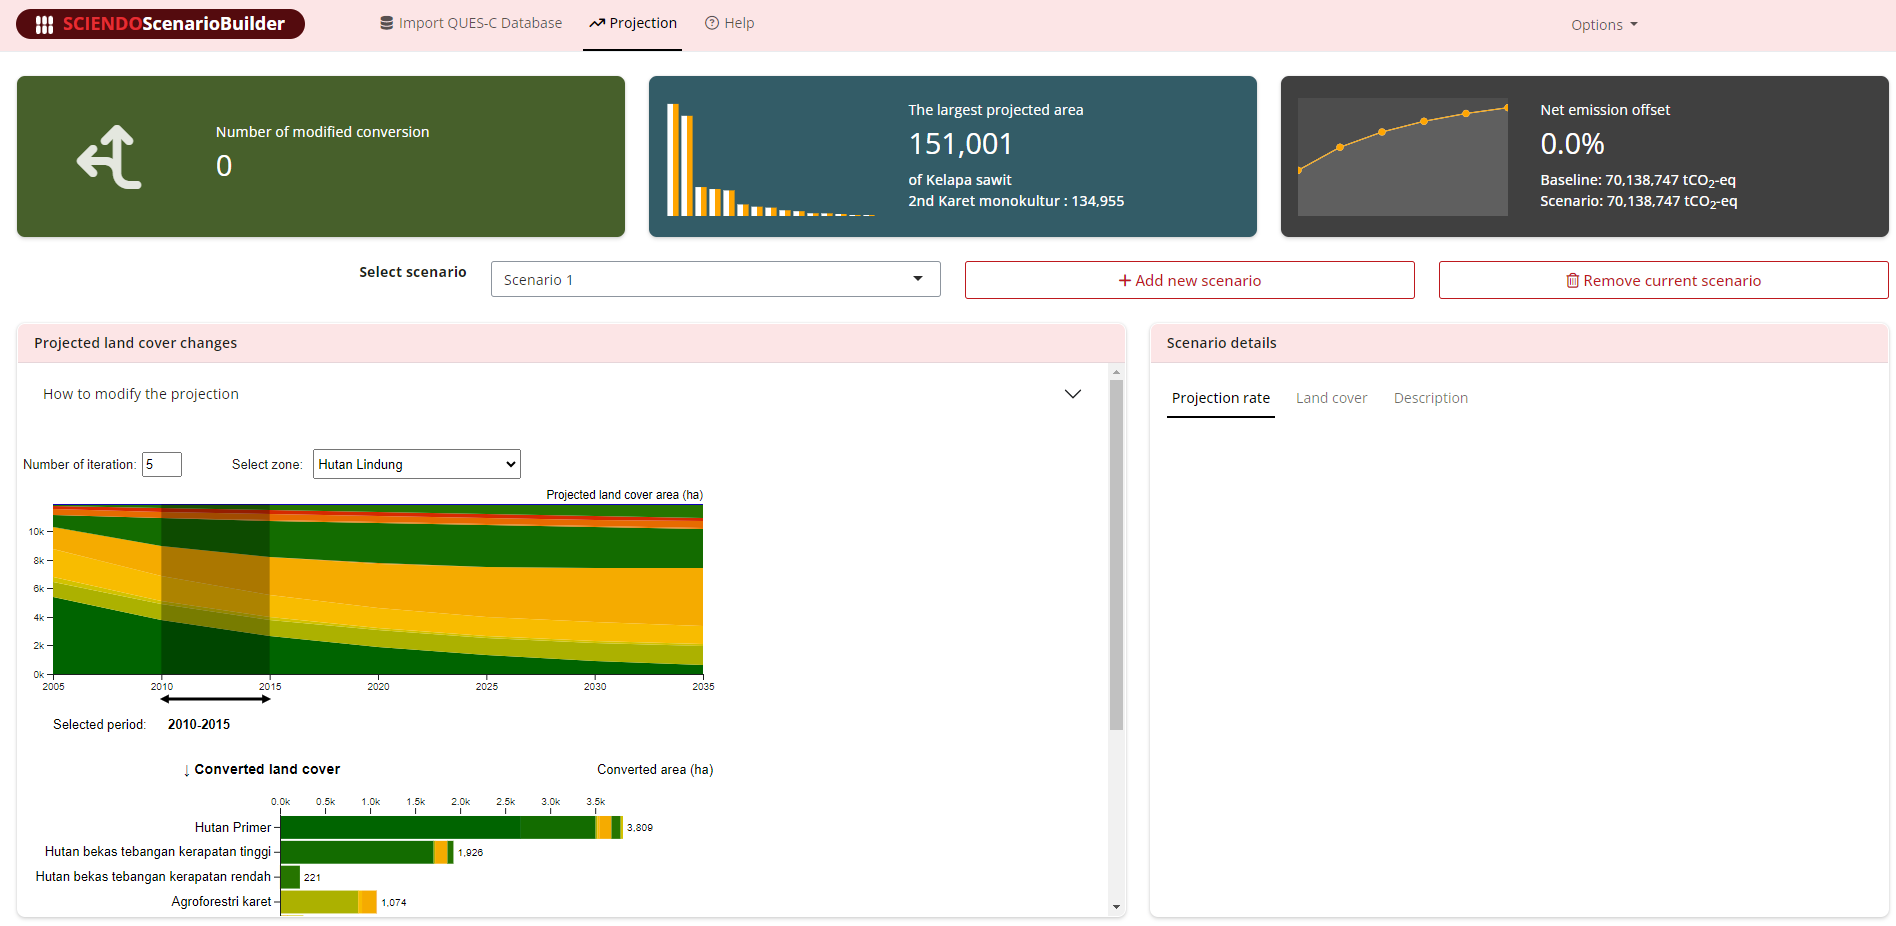 SCIENDOScenarioBuilder
Import QUES-C Database
Projection
Help
Options
Number of modified conversion
0
The largest projected area
151,001
of Kelapa sawit
2nd Karet monokultur : 134,955
Net emission offset
0.0%
Baseline: 70,138,747 tCO2-eq
Scenario: 70,138,747 tCO2-eq
Select scenario
Scenario 1
+ Add new scenario
Remove current scenario
Projected land cover changes
How to modify the projection
Number of iteration: 5
Select zone: Hutan Lindung
Projected land cover area (ha)
10k
8k
6k
4k
2k
0k
2005 2010 2015 2020 2025 2030 2035
Selected period: 2010-2015
↓ Converted land cover
Converted area (ha)
0.0k 0.5k 1.0k 1.5k 2.0k 2.5k 3.0k 3.5k
Hutan Primer 3,809
Hutan bekas tebangan kerapatan tinggi 1,926
Hutan bekas tebangan kerapatan rendah 221
Agroforestri karet 1,074
Scenario details
Projection rate
Land cover
Description